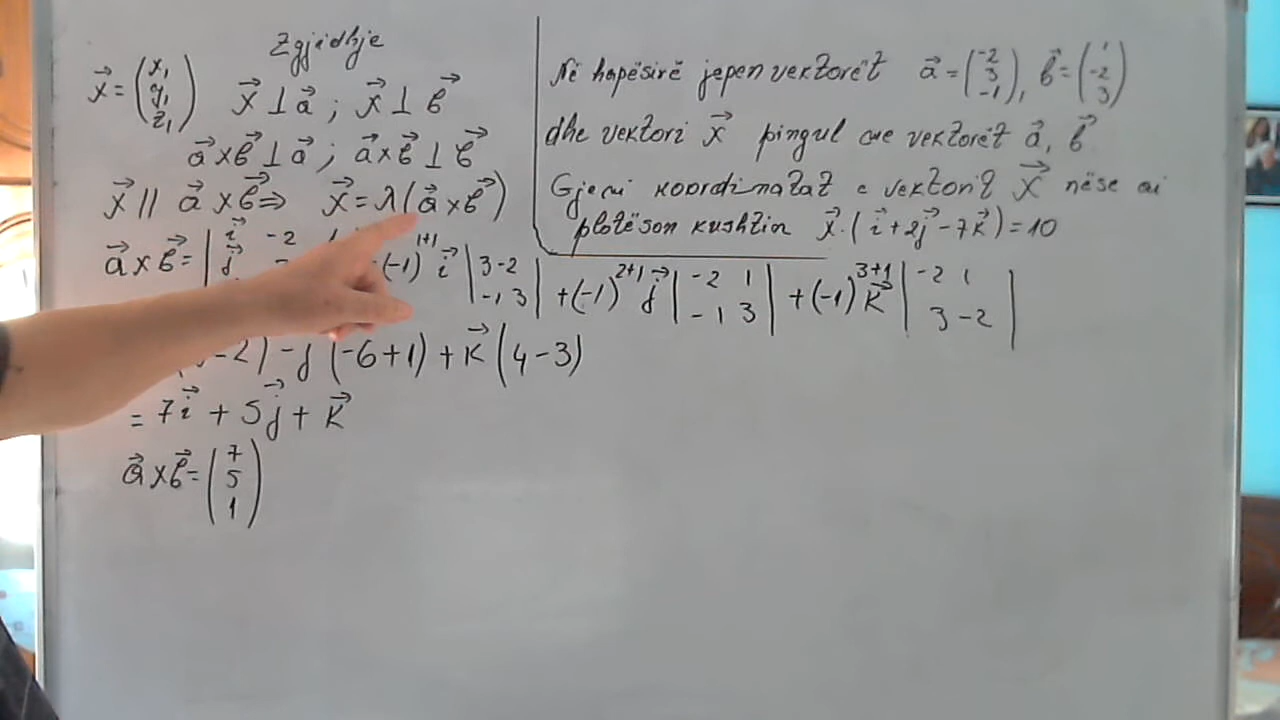 Zgjidhje
x⃗ = (x₁ y₁ z₁) x⃗ ⊥ a⃗ ; x⃗ ⊥ b⃗
a⃗ × b⃗ ⊥ a⃗ ; a⃗ × b⃗ ⊥ b⃗
x⃗ // a⃗ × b⃗ ⇒ x⃗ = λ(a⃗ × b⃗)
a⃗ × b⃗ = | i⃗ -2
j⃗
(-1)¹⁺¹ i⃗ |3 -2 -1 3| + (-1)²⁺¹ j⃗ |-2 1 -1 3| + (-1)³⁺¹ k⃗ |-2 1 3 -2|
-2) - j⃗ (-6+1) + k⃗ (4-3)
= 7i⃗ + 5j⃗ + k⃗
a⃗ × b⃗ = (7 5 1)
Në hapësirë jepen vektorët a⃗ = (-2 3 -1), b⃗ = (1 -2 3)
dhe vektori x⃗ pingul me vektorët a⃗, b⃗
Gjeni koordinatat e vektorit x⃗ nëse ai
plotëson kushtin x⃗·(i⃗ + 2j⃗ - 7k⃗) = 10